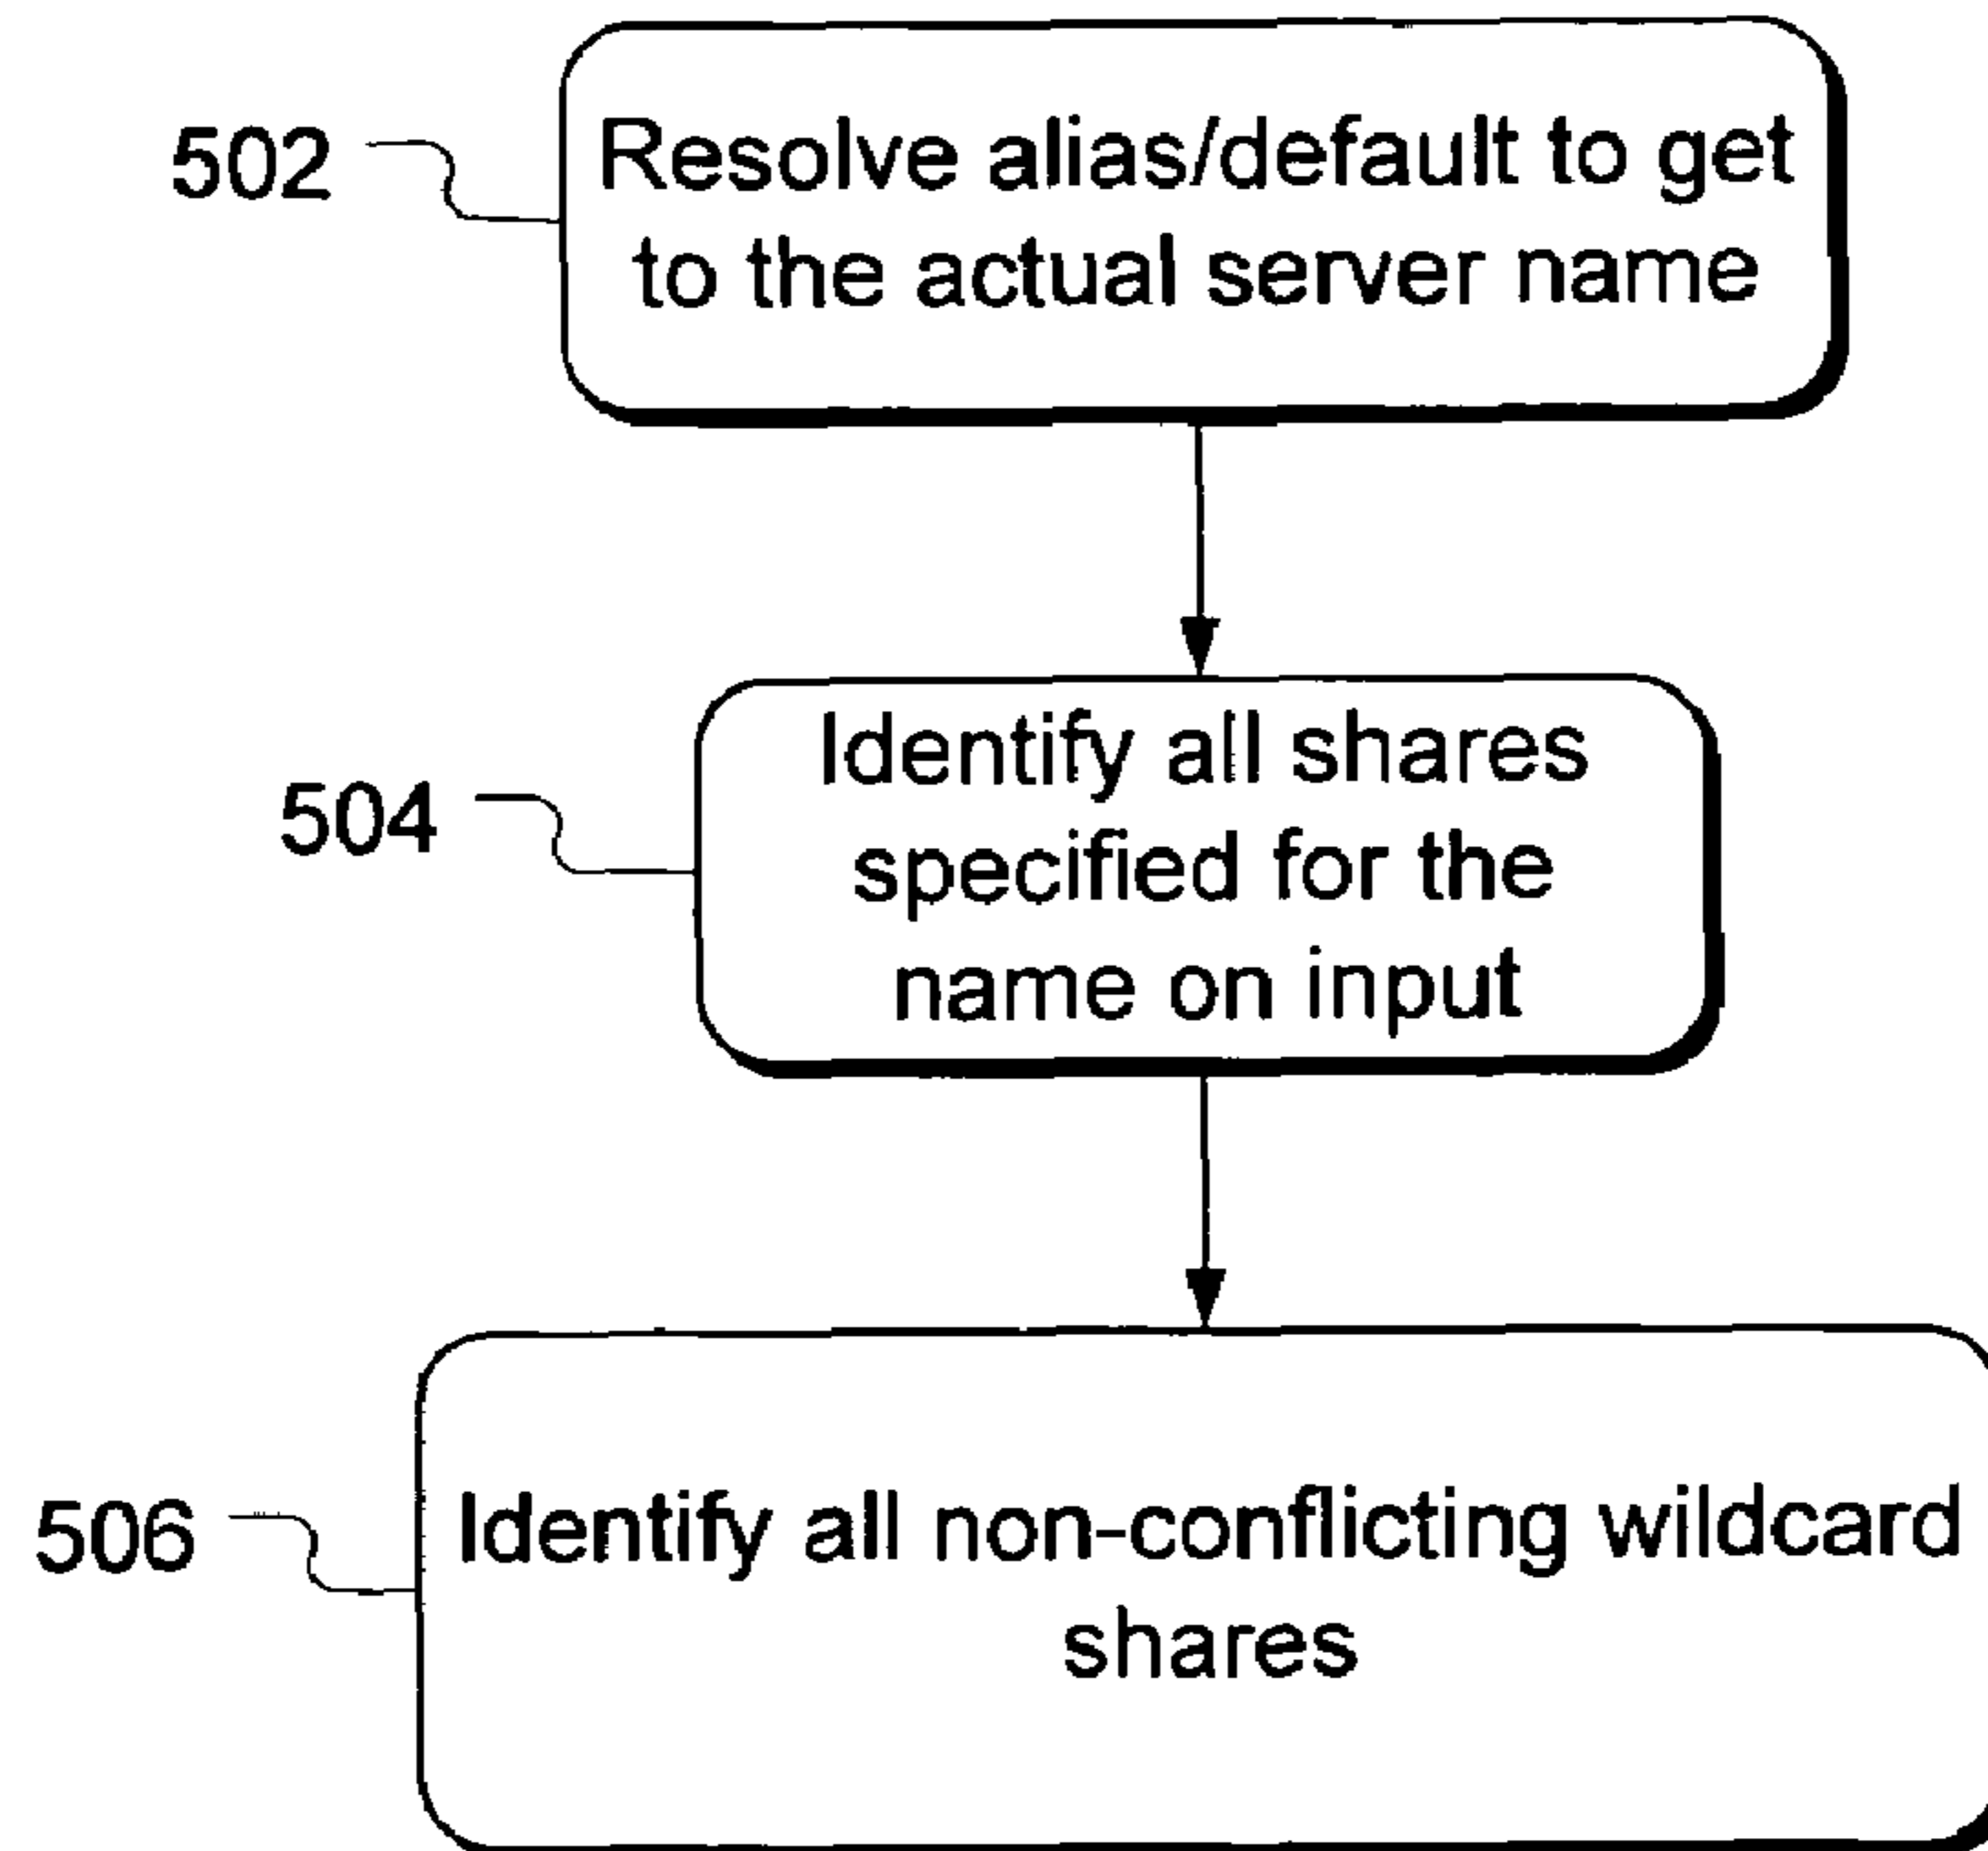 502
Resolve alias/default to get
to the actual server name
504
Identify all shares
specified for the
name on input
506
Identify all non-conflicting wildcard
shares